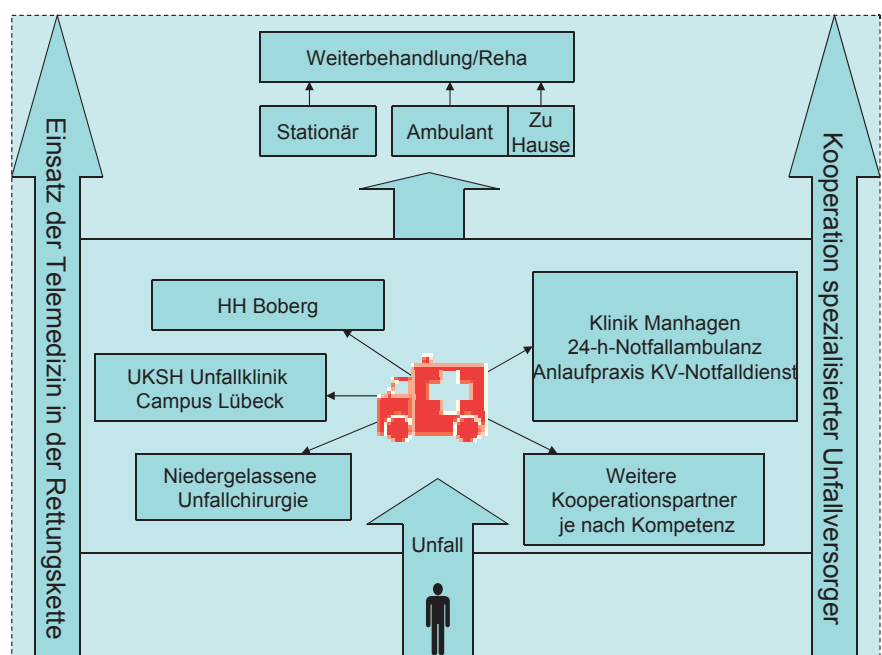 Weiterbehandlung/Reha
Stationär
Ambulant
Zu
Hause
Einsatz der Telemedizin in der Rettungskette
Kooperation spezialisierter Unfallversorger
HH Boberg
Klinik Manhagen
24-h-Notfallambulanz
Anlaufpraxis KV-Notfalldienst
UKSH Unfallklinik
Campus Lübeck
Niedergelassene
Unfallchirurgie
Weitere
Kooperationspartner
je nach Kompetenz
Unfall